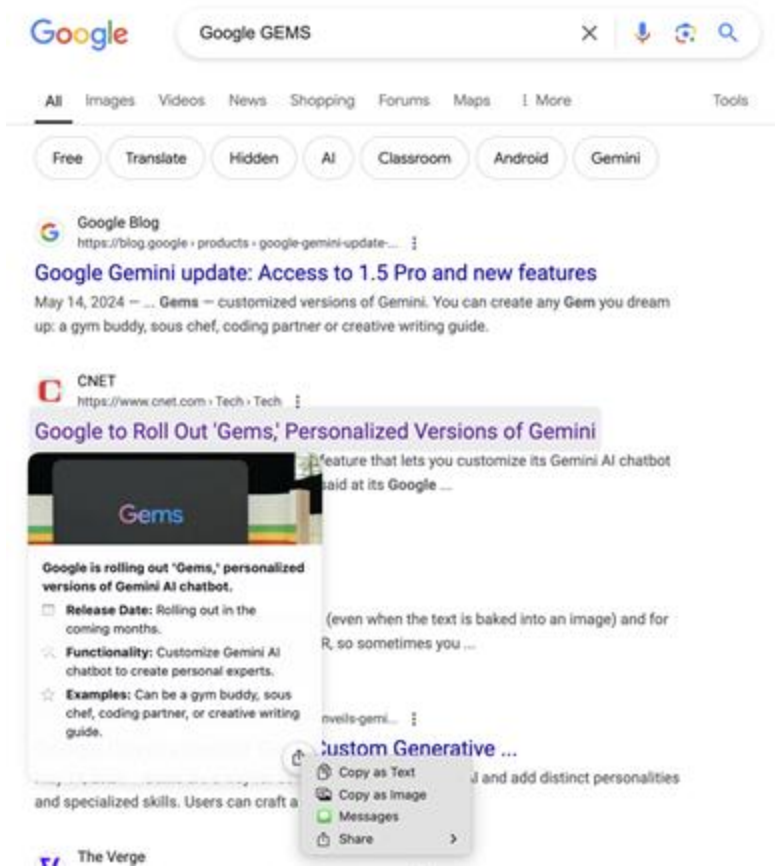 Google
Google GEMS
All Images Videos News Shopping Forums Maps More Tools
Free Translate Hidden AI Classroom Android Gemini
Google Blog
https://blog.google › products › google-gemini-update-...
Google Gemini update: Access to 1.5 Pro and new features
May 14, 2024 — ... Gems — customized versions of Gemini. You can create any Gem you dream
up: a gym buddy, sous chef, coding partner or creative writing guide.
CNET
https://www.cnet.com › Tech › Tech
Google to Roll Out 'Gems,' Personalized Versions of Gemini
feature that lets you customize its Gemini AI chatbot
said at its Google ...
Gems
Google is rolling out 'Gems,' personalized
versions of Gemini AI chatbot.
Release Date: Rolling out in the
coming months.
Functionality: Customize Gemini AI
chatbot to create personal experts.
Examples: Can be a gym buddy, sous
chef, coding partner, or creative writing
guide.
(even when the text is baked into an image) and for
R, so sometimes you ...
nveils-gemi...
Custom Generative ...
and add distinct personalities
and specialized skills. Users can craft a
Copy as Text
Copy as Image
Messages
Share
The Verge